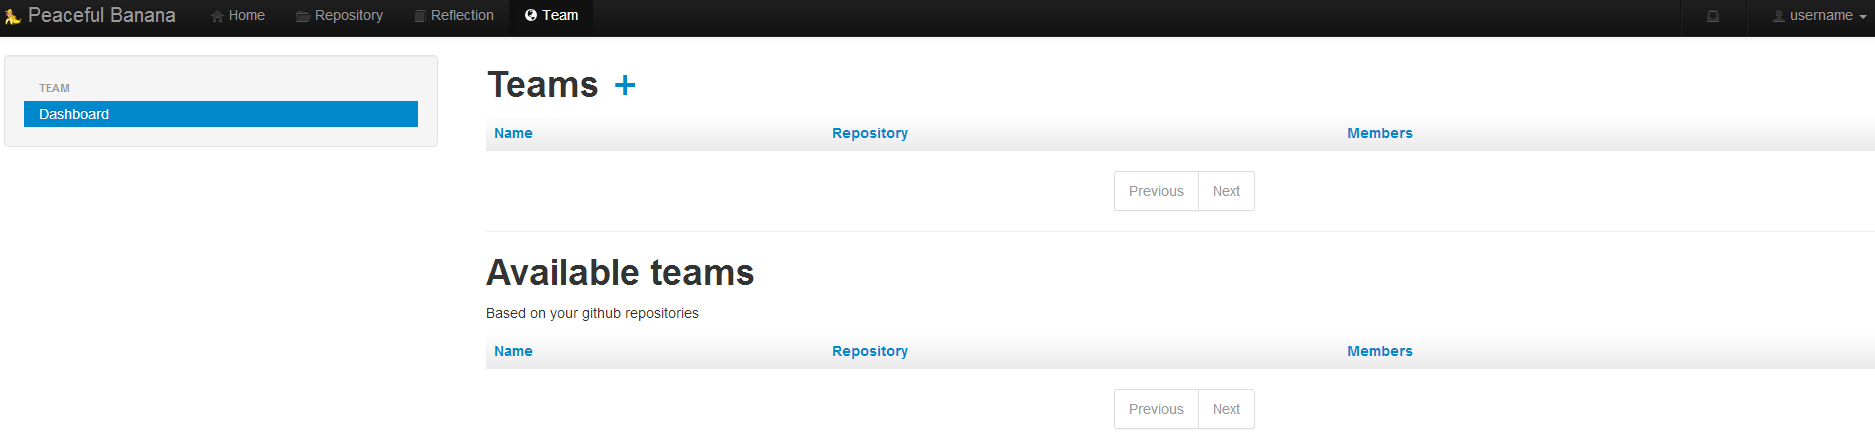 Peaceful Banana Home Repository Reflection Team username
TEAM
Dashboard
Teams +
Name Repository Members
Previous Next
Available teams
Based on your github repositories
Name Repository Members
Previous Next